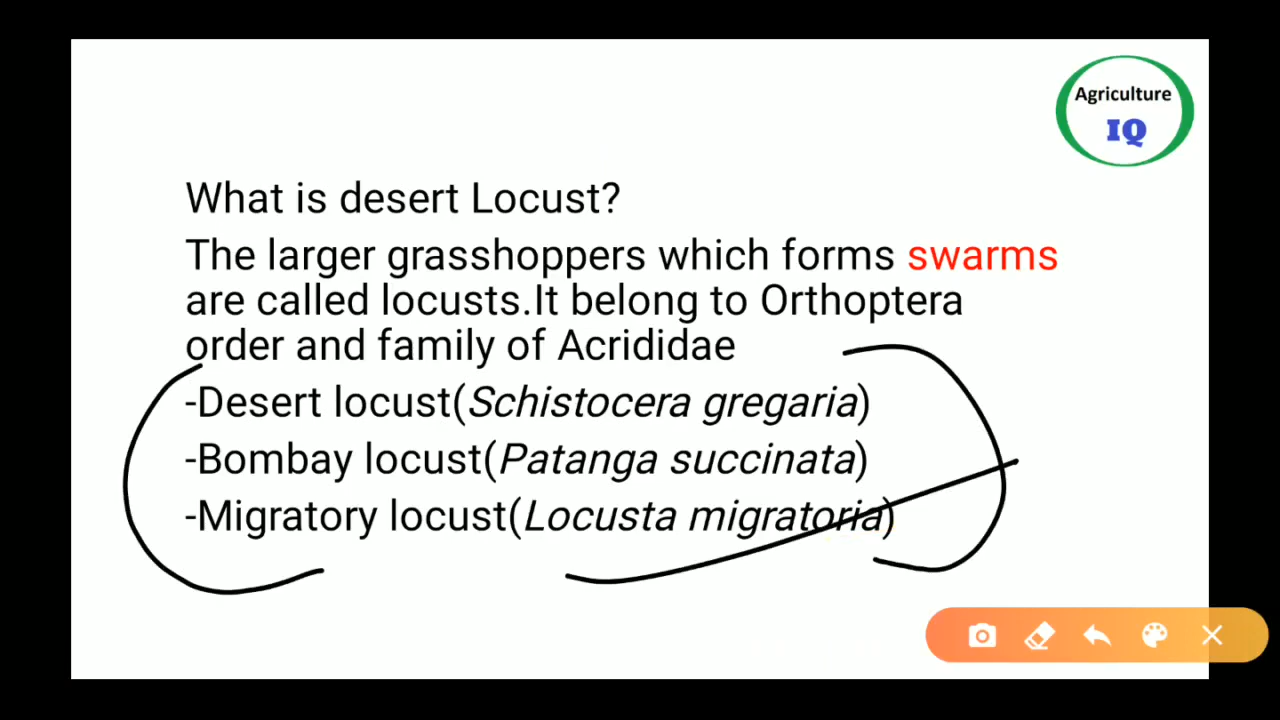 Agriculture
IQ
What is desert Locust?
The larger grasshoppers which forms swarms
are called locusts.It belong to Orthoptera
order and family of Acrididae
-Desert locust(Schistocera gregaria)
-Bombay locust(Patanga succinata)
-Migratory locust(Locusta migratoria)